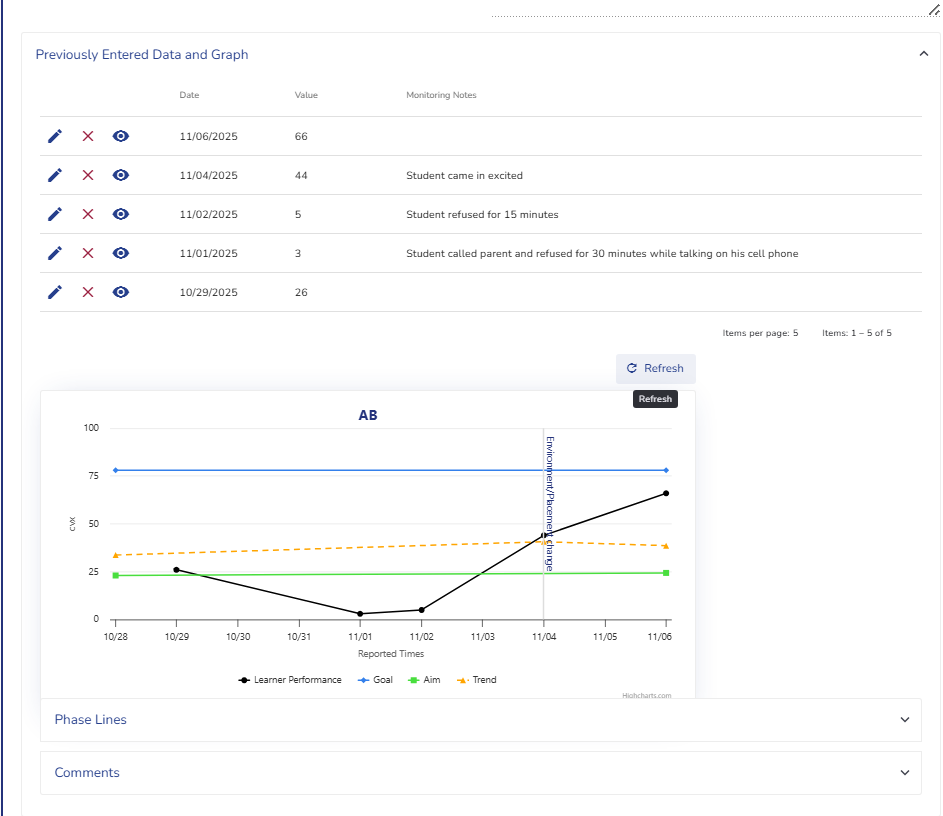 Previously Entered Data and Graph
Date Value Monitoring Notes
11/06/2025 66
11/04/2025 44 Student came in excited
11/02/2025 5 Student refused for 15 minutes
11/01/2025 3 Student called parent and refused for 30 minutes while talking on his cell phone
10/29/2025 26
Items per page: 5 Items: 1 – 5 of 5
Refresh
Refresh
AB
100
75
50
25
0
cvx
Environment/Placement change
10/28 10/29 10/30 10/31 11/01 11/02 11/03 11/04 11/05 11/06
Reported Times
Learner Performance Goal Aim Trend
Highcharts.com
Phase Lines
Comments